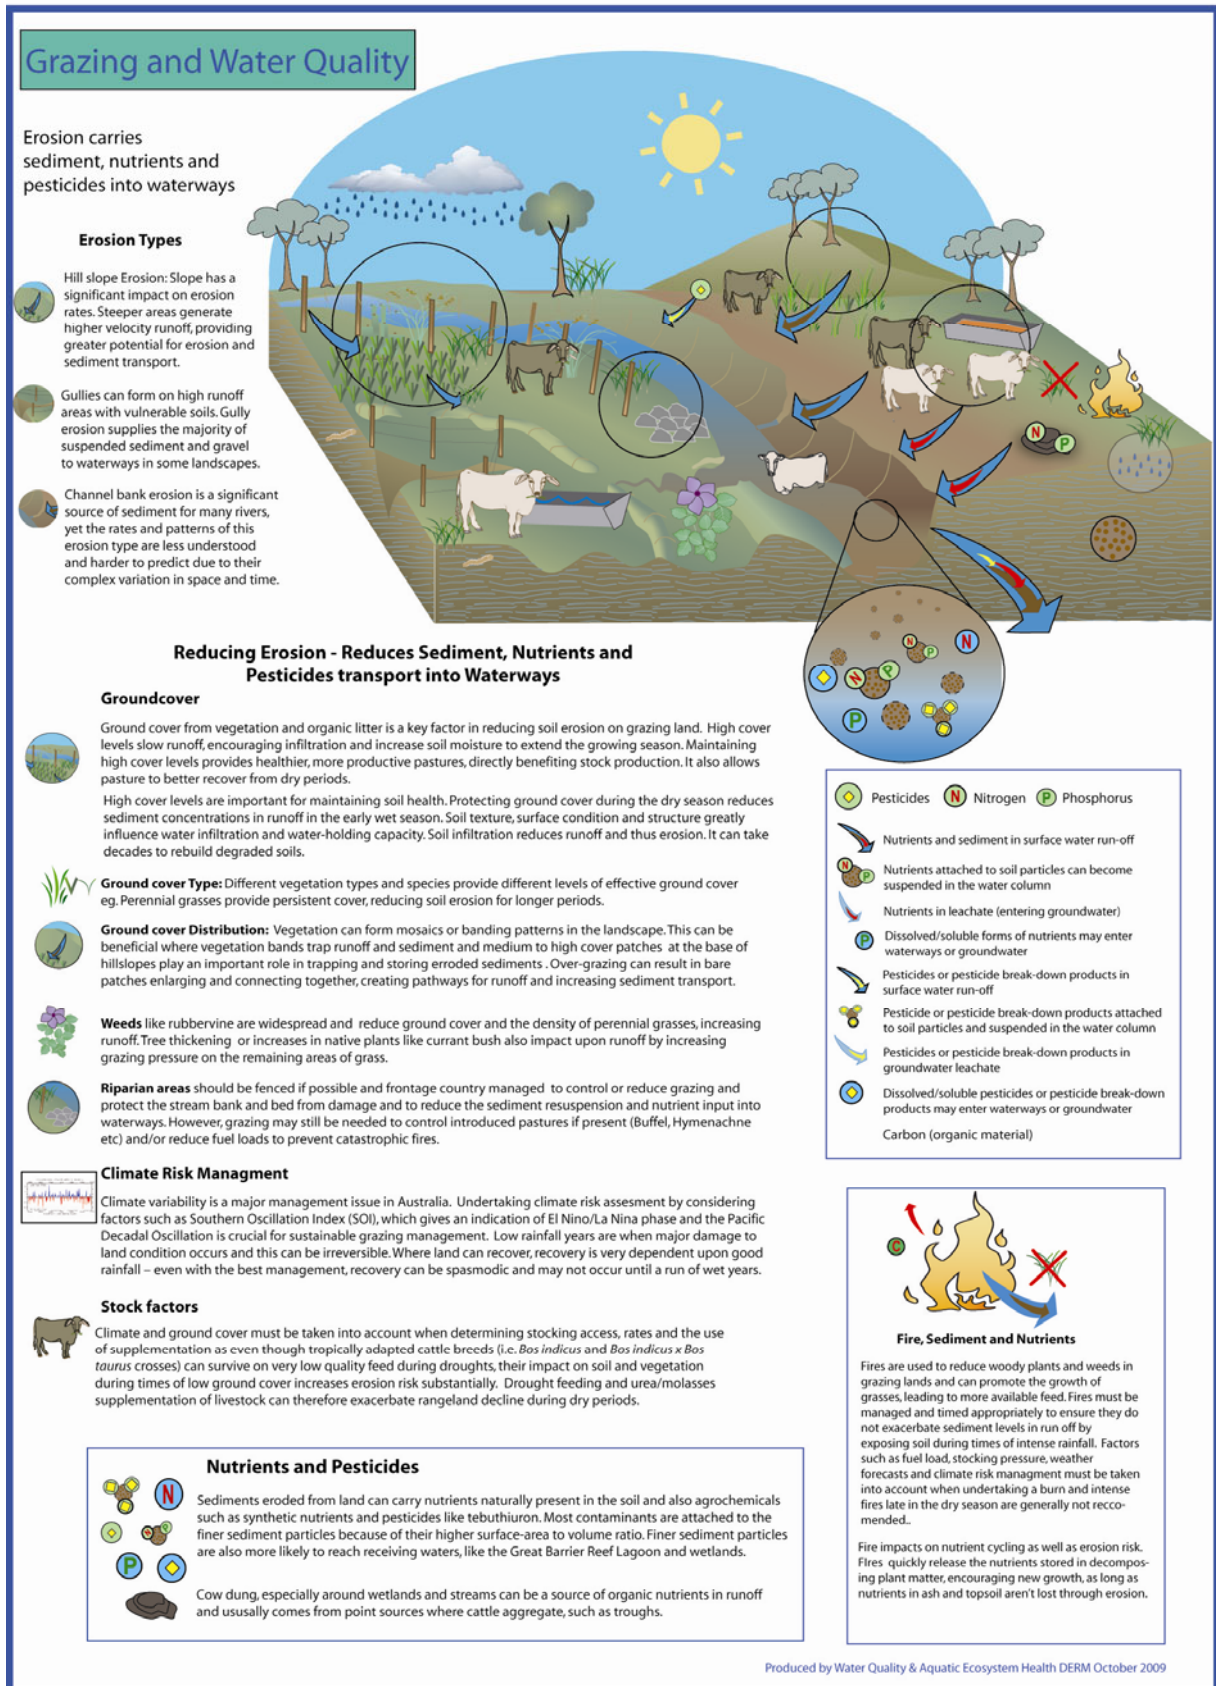 Grazing and Water Quality
Erosion carries
sediment, nutrients and
pesticides into waterways
Erosion Types
Hill slope Erosion: Slope has a
significant impact on erosion
rates. Steeper areas generate
higher velocity runoff, providing
greater potential for erosion and
sediment transport.
Gullies can form on high runoff
areas with vulnerable soils. Gully
erosion supplies the majority of
suspended sediment and gravel
to waterways in some landscapes.
Channel bank erosion is a significant
source of sediment for many rivers,
yet the rates and patterns of this
erosion type are less understood
and harder to predict due to their
complex variation in space and time.
N
P
N
P
N
N
P
P
Reducing Erosion - Reduces Sediment, Nutrients and
Pesticides transport into Waterways
Groundcover
Ground cover from vegetation and organic litter is a key factor in reducing soil erosion on grazing land. High cover
levels slow runoff, encouraging infiltration and increase soil moisture to extend the growing season. Maintaining
high cover levels provides healthier, more productive pastures, directly benefiting stock production. It also allows
pasture to better recover from dry periods.
High cover levels are important for maintaining soil health. Protecting ground cover during the dry season reduces
sediment concentrations in runoff in the early wet season. Soil texture, surface condition and structure greatly
influence water infiltration and water-holding capacity. Soil infiltration reduces runoff and thus erosion. It can take
decades to rebuild degraded soils.
Ground cover Type: Different vegetation types and species provide different levels of effective ground cover
eg. Perennial grasses provide persistent cover, reducing soil erosion for longer periods.
Ground cover Distribution: Vegetation can form mosaics or banding patterns in the landscape. This can be
beneficial where vegetation bands trap runoff and sediment and medium to high cover patches at the base of
hillslopes play an important role in trapping and storing erroded sediments . Over-grazing can result in bare
patches enlarging and connecting together, creating pathways for runoff and increasing sediment transport.
Weeds like rubbervine are widespread and reduce ground cover and the density of perennial grasses, increasing
runoff. Tree thickening or increases in native plants like currant bush also impact upon runoff by increasing
grazing pressure on the remaining areas of grass.
Riparian areas should be fenced if possible and frontage country managed to control or reduce grazing and
protect the stream bank and bed from damage and to reduce the sediment resuspension and nutrient input into
waterways. However, grazing may still be needed to control introduced pastures if present (Buffel, Hymenachne
etc) and/or reduce fuel loads to prevent catastrophic fires.
Climate Risk Managment
Climate variability is a major management issue in Australia. Undertaking climate risk assesment by considering
factors such as Southern Oscillation Index (SOI), which gives an indication of El Nino/La Nina phase and the Pacific
Decadal Oscillation is crucial for sustainable grazing management. Low rainfall years are when major damage to
land condition occurs and this can be irreversible. Where land can recover, recovery is very dependent upon good
rainfall – even with the best management, recovery can be spasmodic and may not occur until a run of wet years.
Stock factors
Climate and ground cover must be taken into account when determining stocking access, rates and the use
of supplementation as even though tropically adapted cattle breeds (i.e. Bos indicus and Bos indicus x Bos
taurus crosses) can survive on very low quality feed during droughts, their impact on soil and vegetation
during times of low ground cover increases erosion risk substantially. Drought feeding and urea/molasses
supplementation of livestock can therefore exacerbate rangeland decline during dry periods.
Nutrients and Pesticides
N
P
P
Sediments eroded from land can carry nutrients naturally present in the soil and also agrochemicals
such as synthetic nutrients and pesticides like tebuthiuron. Most contaminants are attached to the
finer sediment particles because of their higher surface-area to volume ratio. Finer sediment particles
are also more likely to reach receiving waters, like the Great Barrier Reef Lagoon and wetlands.
Cow dung, especially around wetlands and streams can be a source of organic nutrients in runoff
and ususally comes from point sources where cattle aggregate, such as troughs.
Pesticides N Nitrogen P Phosphorus
Nutrients and sediment in surface water run-off
N
P
Nutrients attached to soil particles can become
suspended in the water column
Nutrients in leachate (entering groundwater)
P
Dissolved/soluble forms of nutrients may enter
waterways or groundwater
Pesticides or pesticide break-down products in
surface water run-off
Pesticide or pesticide break-down products attached
to soil particles and suspended in the water column
Pesticides or pesticide break-down products in
groundwater leachate
Dissolved/soluble pesticides or pesticide break-down
products may enter waterways or groundwater
Carbon (organic material)
C
Fire, Sediment and Nutrients
Fires are used to reduce woody plants and weeds in
grazing lands and can promote the growth of
grasses, leading to more available feed. Fires must be
managed and timed appropriately to ensure they do
not exacerbate sediment levels in run off by
exposing soil during times of intense rainfall. Factors
such as fuel load, stocking pressure, weather
forecasts and climate risk managment must be taken
into account when undertaking a burn and intense
fires late in the dry season are generally not recco-
mended..
Fire impacts on nutrient cycling as well as erosion risk.
FIres quickly release the nutrients stored in decompos-
ing plant matter, encouraging new growth, as long as
nutrients in ash and topsoil aren't lost through erosion.
Produced by Water Quality & Aquatic Ecosystem Health DERM October 2009